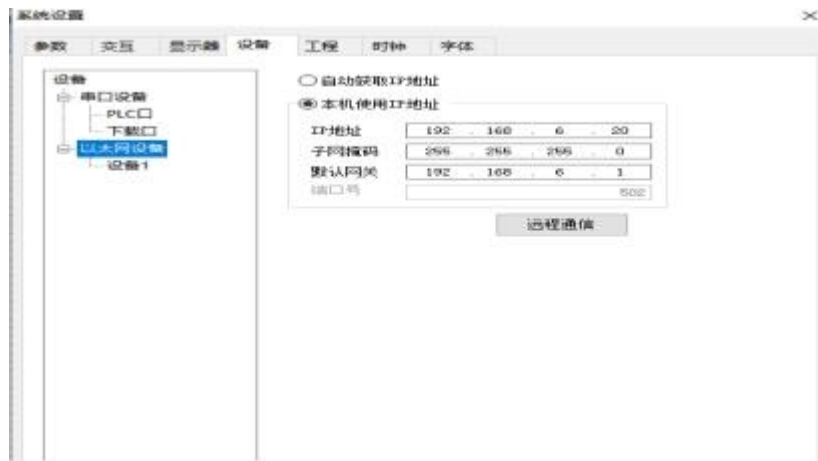 系统设置
参数 交互 显示器 设备 工程 时钟 字体
设备
串口设备
PLC口
下载口
以太网设备
设备1
自动获取IP地址
本机使用IP地址
IP地址 192 . 168 . 6 . 20
子网掩码 255 . 255 . 255 . 0
默认网关 192 . 168 . 6 . 1
端口号 502
远程通信